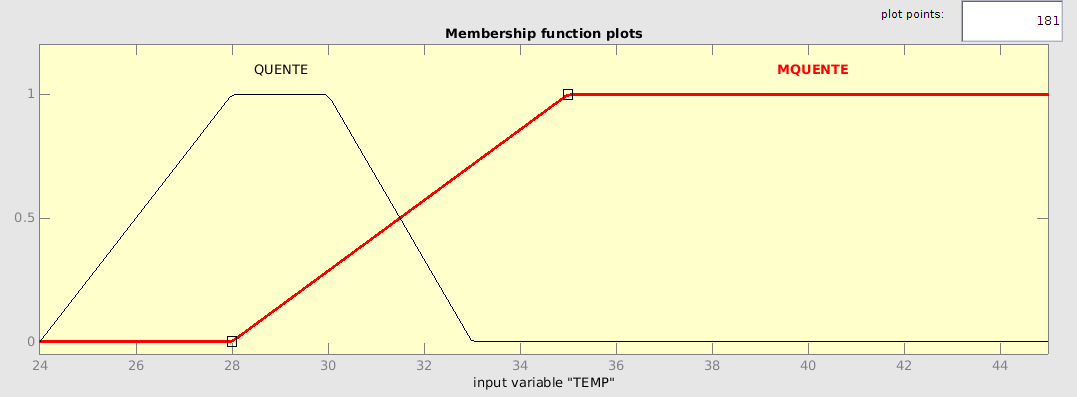 plot points:
181
Membership function plots
QUENTE
MQUENTE
1
0.5
0
24 26 28 30 32 34 36 38 40 42 44
input variable "TEMP"